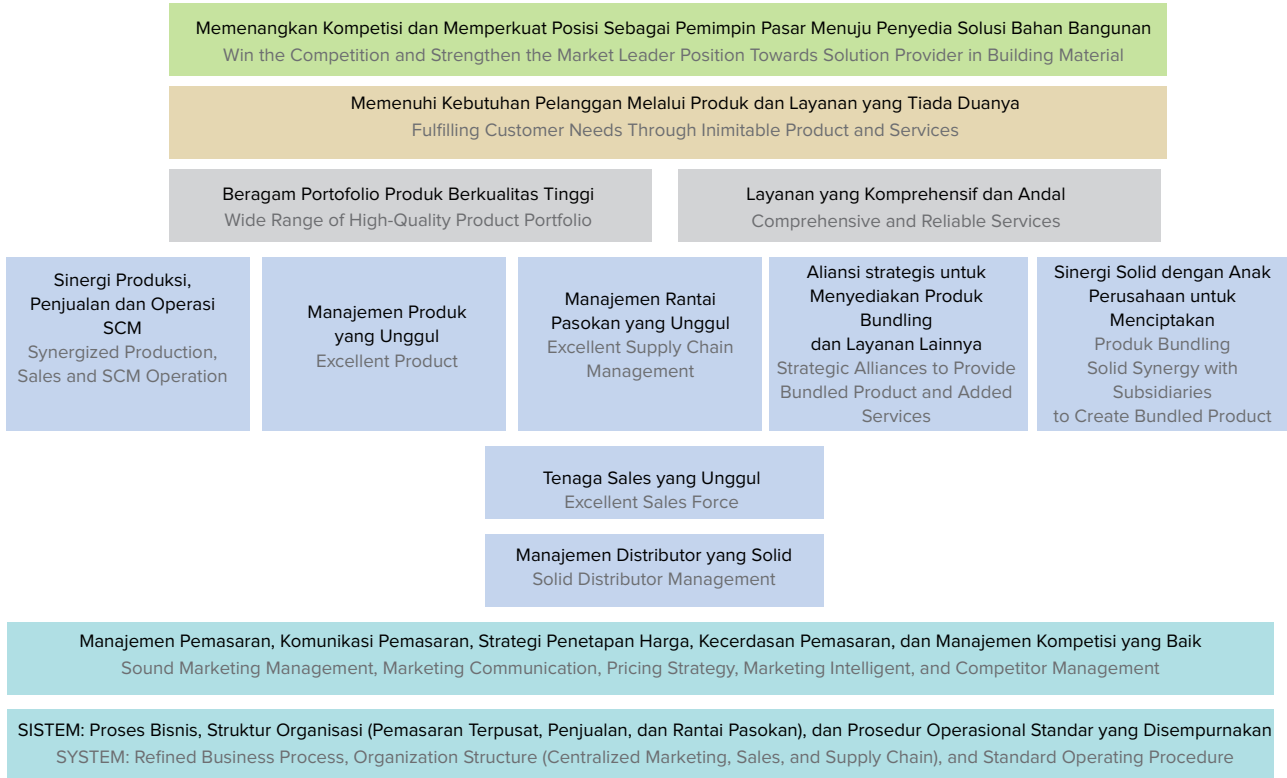 Memenangkan Kompetisi dan Memperkuat Posisi Sebagai Pemimpin Pasar Menuju Penyedia Solusi Bahan Bangunan
Win the Competition and Strengthen the Market Leader Position Towards Solution Provider in Building Material
Memenuhi Kebutuhan Pelanggan Melalui Produk dan Layanan yang Tiada Duanya
Fulfilling Customer Needs Through Inimitable Product and Services
Beragam Portofolio Produk Berkualitas Tinggi
Wide Range of High-Quality Product Portfolio
Layanan yang Komprehensif dan Andal
Comprehensive and Reliable Services
Sinergi Produksi,
Penjualan dan Operasi
SCM
Synergized Production,
Sales and SCM Operation
Manajemen Produk
yang Unggul
Excellent Product
Manajemen Rantai
Pasokan yang Unggul
Excellent Supply Chain
Management
Aliansi strategis untuk
Menyediakan Produk
Bundling
dan Layanan Lainnya
Strategic Alliances to Provide
Bundled Product and Added
Services
Sinergi Solid dengan Anak
Perusahaan untuk
Menciptakan
Produk Bundling
Solid Synergy with
Subsidiaries
to Create Bundled Product
Tenaga Sales yang Unggul
Excellent Sales Force
Manajemen Distributor yang Solid
Solid Distributor Management
Manajemen Pemasaran, Komunikasi Pemasaran, Strategi Penetapan Harga, Kecerdasan Pemasaran, dan Manajemen Kompetisi yang Baik
Sound Marketing Management, Marketing Communication, Pricing Strategy, Marketing Intelligent, and Competitor Management
SISTEM: Proses Bisnis, Struktur Organisasi (Pemasaran Terpusat, Penjualan, dan Rantai Pasokan), dan Prosedur Operasional Standar yang Disempurnakan
SYSTEM: Refined Business Process, Organization Structure (Centralized Marketing, Sales, and Supply Chain), and Standard Operating Procedure